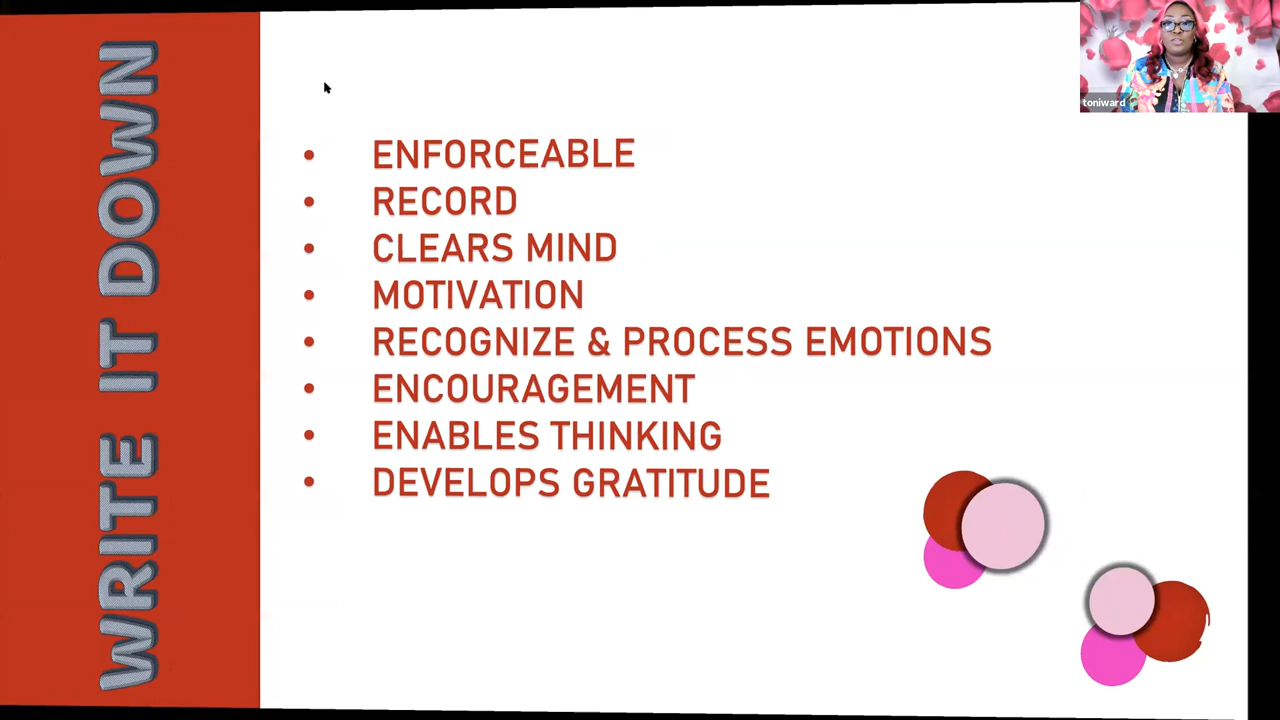 WRITE IT DOWN
• ENFORCEABLE
• RECORD
• CLEARS MIND
• MOTIVATION
• RECOGNIZE & PROCESS EMOTIONS
• ENCOURAGEMENT
• ENABLES THINKING
• DEVELOPS GRATITUDE
toniward